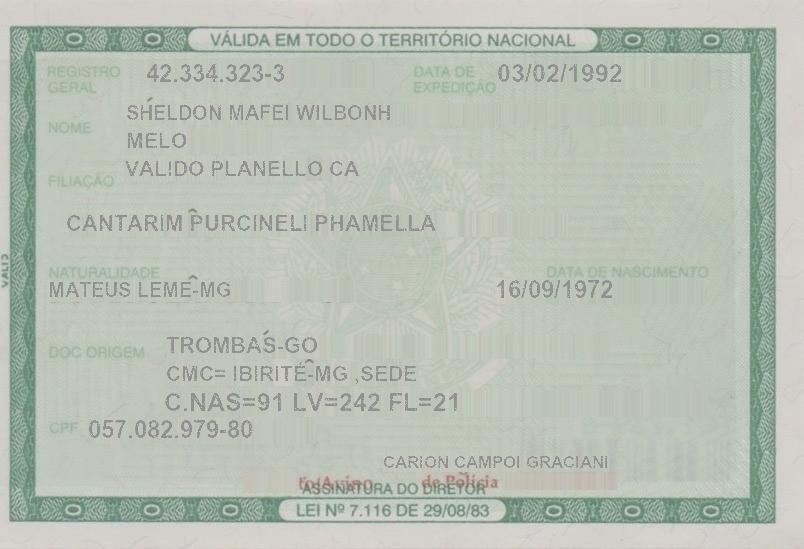 VÁLIDA EM TODO O TERRITÓRIO NACIONAL
REGISTRO GERAL 42.334.323-3 DATA DE EXPEDIÇÃO 03/02/1992
NOME SHÉLDON MAFEI WILBONH
MELO
FILIAÇÃO VALIDO PLANELLO CA
CANTARIM PURCINELI PHAMELLA
NATURALIDADE DATA DE NASCIMENTO
MATEUS LEME-MG 16/09/1972
DOC ORIGEM TROMBAS-GO
CMC= IBIRITÉ-MG ,SEDE
C.NAS=91 LV=242 FL=21
CPF 057.082.979-80
CARION CAMPOI GRACIANI
de Polícia
ASSINATURA DO DIRETOR
LEI Nº 7.116 DE 29/08/83